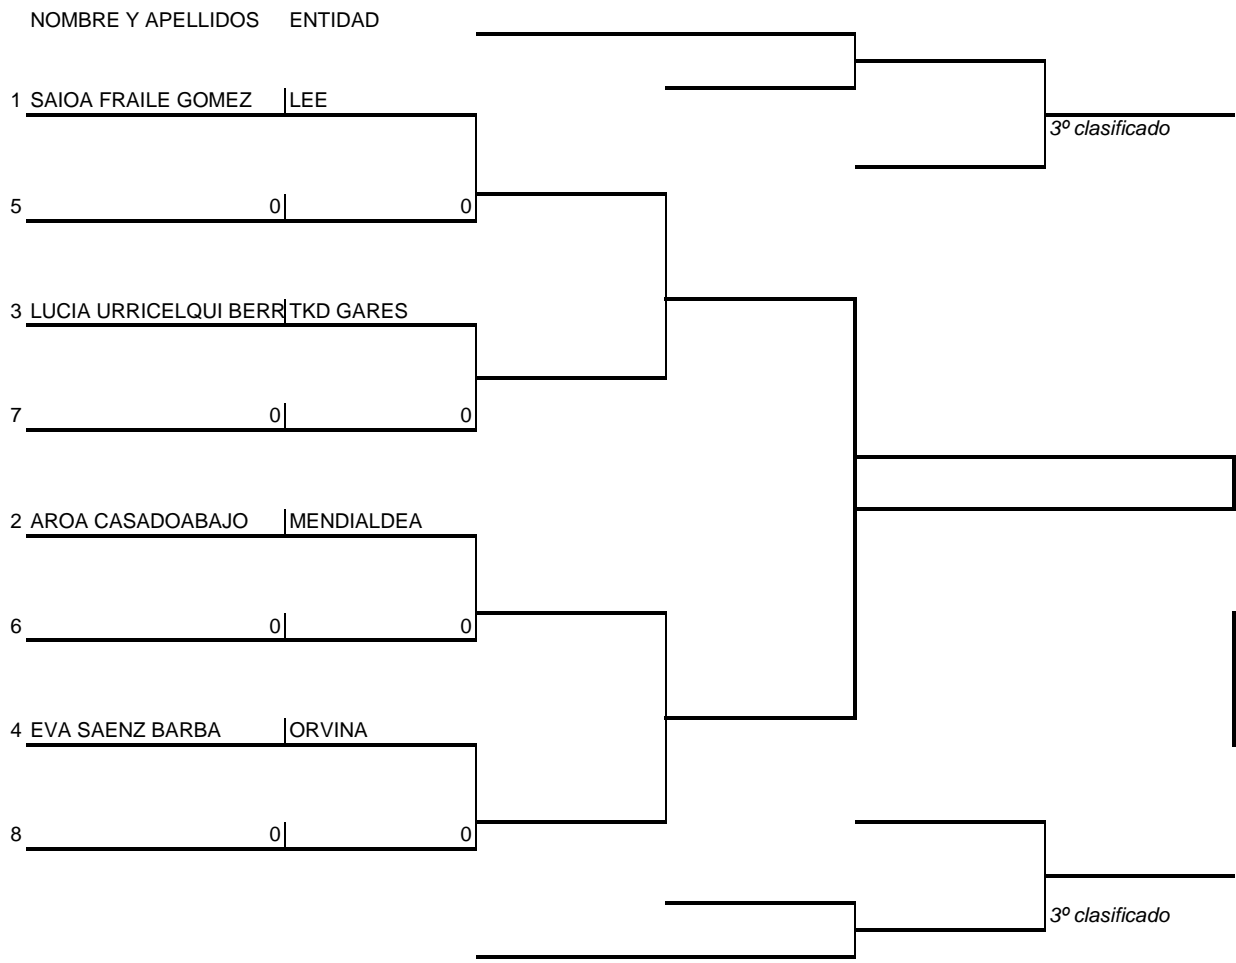 NOMBRE Y APELLIDOS ENTIDAD
1 SAIOA FRAILE GOMEZ LEE
3º clasificado
5 0 0
3 LUCIA URRICELQUI BERR TKD GARES
7 0 0
2 AROA CASADOABAJO MENDIALDEA
6 0 0
4 EVA SAENZ BARBA ORVINA
8 0 0
3º clasificado